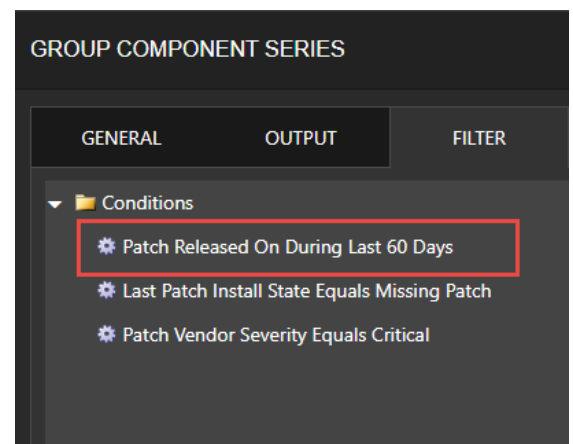 GROUP COMPONENT SERIES
GENERAL OUTPUT FILTER
Conditions
Patch Released On During Last 60 Days
Last Patch Install State Equals Missing Patch
Patch Vendor Severity Equals Critical